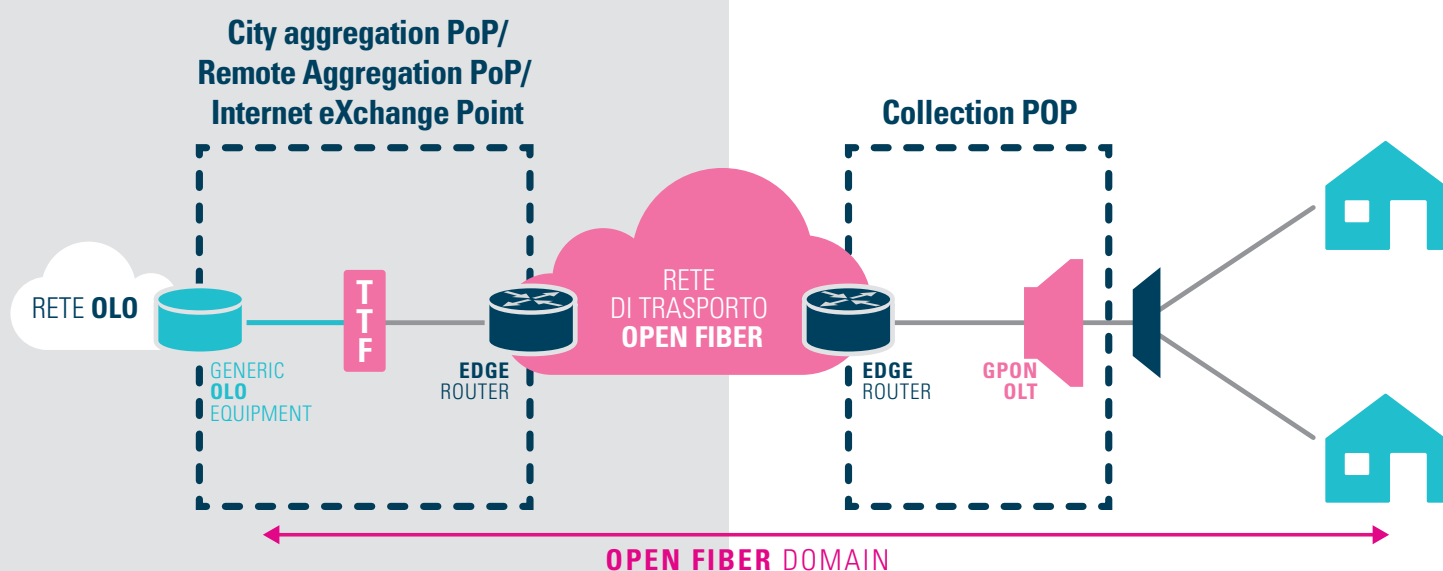 City aggregation PoP/
Remote Aggregation PoP/
Internet eXchange Point
Collection POP
RETE OLO
TTF
RETE
DI TRASPORTO
OPEN FIBER
GENERIC
OLO
EQUIPMENT
EDGE
ROUTER
EDGE
ROUTER
GPON
OLT
OPEN FIBER DOMAIN